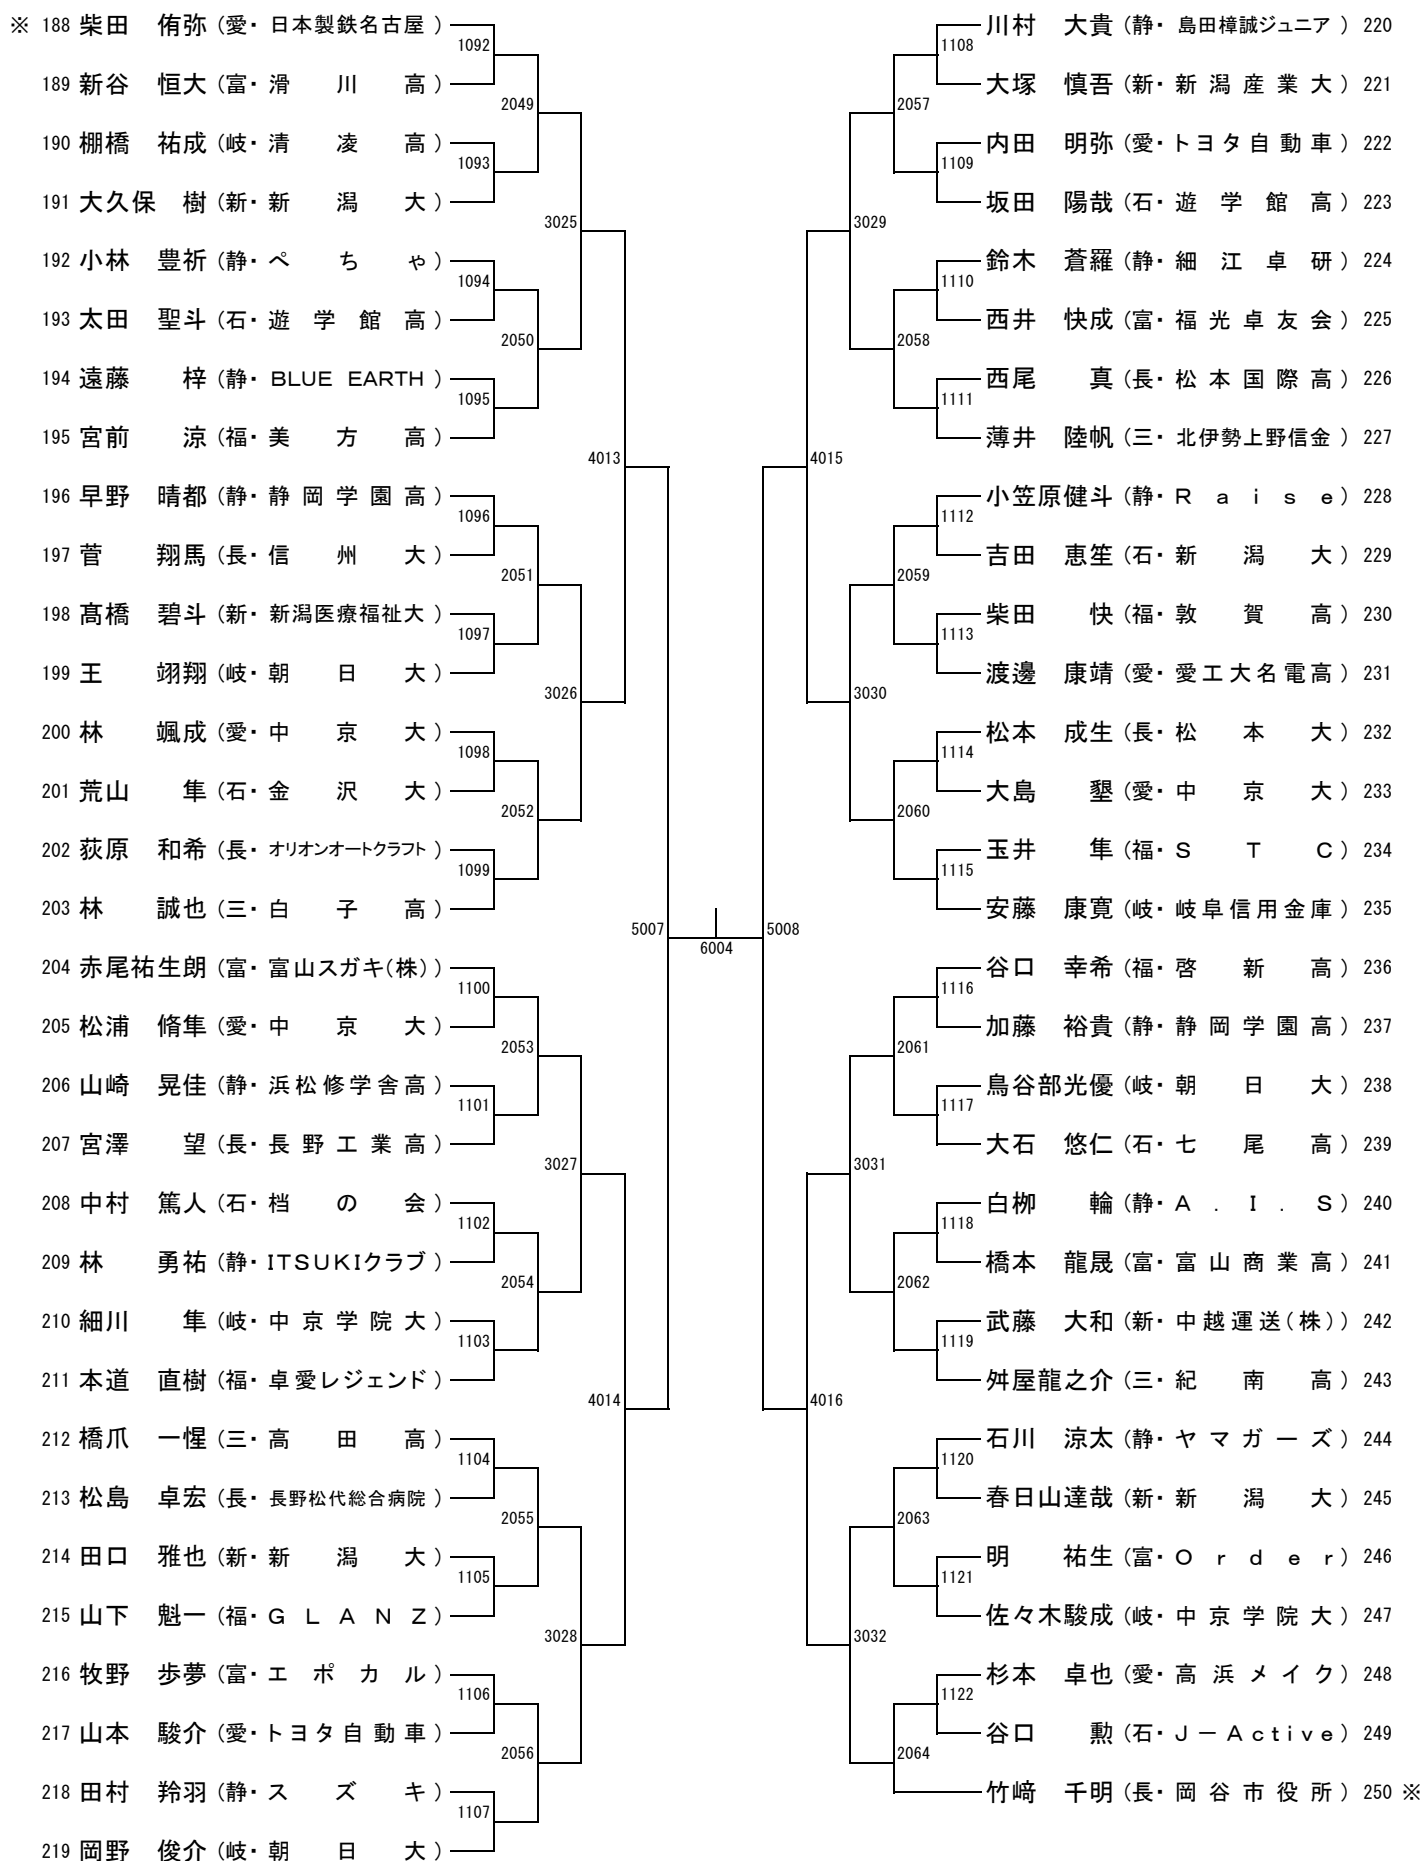 ※ 188 柴田 侑弥 (愛・日本製鉄名古屋)
1092
189 新谷 恒大 (富・滑川高)
2049
190 棚橋 祐成 (岐・清凌高)
1093
191 大久保 樹 (新・新潟大)
3025
192 小林 豊祈 (静・ぺちゃ)
1094
193 太田 聖斗 (石・遊学館高)
2050
194 遠藤 梓 (静・BLUE EARTH)
1095
195 宮前 涼 (福・美方高)
4013
196 早野 晴都 (静・静岡学園高)
1096
197 菅 翔馬 (長・信州大)
2051
198 髙橋 碧斗 (新・新潟医療福祉大)
1097
199 王 翊翔 (岐・朝日大)
3026
200 林 颯成 (愛・中京大)
1098
201 荒山 隼 (石・金沢大)
2052
202 荻原 和希 (長・オリオンオートクラフト)
1099
203 林 誠也 (三・白子高)
5007
6004
204 赤尾祐生朗 (富・富山スガキ(株))
1100
205 松浦 脩隼 (愛・中京大)
2053
206 山崎 晃佳 (静・浜松修学舎高)
1101
207 宮澤 望 (長・長野工業高)
3027
208 中村 篤人 (石・档の会)
1102
209 林 勇祐 (静・ITSUKIクラブ)
2054
210 細川 隼 (岐・中京学院大)
1103
211 本道 直樹 (福・卓愛レジェンド)
4014
212 橋爪 一惺 (三・高田高)
1104
213 松島 卓宏 (長・長野松代総合病院)
2055
214 田口 雅也 (新・新潟大)
1105
215 山下 魁一 (福・GLANZ)
3028
216 牧野 歩夢 (富・エポカル)
1106
217 山本 駿介 (愛・トヨタ自動車)
2056
218 田村 羚羽 (静・スズキ)
1107
219 岡野 俊介 (岐・朝日大)
川村 大貴 (静・島田樟誠ジュニア) 220
1108
大塚 慎吾 (新・新潟産業大) 221
2057
内田 明弥 (愛・トヨタ自動車) 222
1109
坂田 陽哉 (石・遊学館高) 223
3029
鈴木 蒼羅 (静・細江卓研) 224
1110
西井 快成 (富・福光卓友会) 225
2058
西尾 真 (長・松本国際高) 226
1111
薄井 陸帆 (三・北伊勢上野信金) 227
4015
小笠原健斗 (静・Raise) 228
1112
吉田 恵笙 (石・新潟大) 229
2059
柴田 快 (福・敦賀高) 230
1113
渡邊 康靖 (愛・愛工大名電高) 231
3030
松本 成生 (長・松本大) 232
1114
大島 墾 (愛・中京大) 233
2060
玉井 隼 (福・STC) 234
1115
安藤 康寛 (岐・岐阜信用金庫) 235
5008
谷口 幸希 (福・啓新高) 236
1116
加藤 裕貴 (静・静岡学園高) 237
2061
鳥谷部光優 (岐・朝日大) 238
1117
大石 悠仁 (石・七尾高) 239
3031
白栁 輪 (静・A.I.S) 240
1118
橋本 龍晟 (富・富山商業高) 241
2062
武藤 大和 (新・中越運送(株)) 242
1119
舛屋龍之介 (三・紀南高) 243
4016
石川 涼太 (静・ヤマガーズ) 244
1120
春日山達哉 (新・新潟大) 245
2063
明 祐生 (富・Order) 246
1121
佐々木駿成 (岐・中京学院大) 247
3032
杉本 卓也 (愛・高浜メイク) 248
1122
谷口 勲 (石・J－Active) 249
2064
竹﨑 千明 (長・岡谷市役所) 250 ※